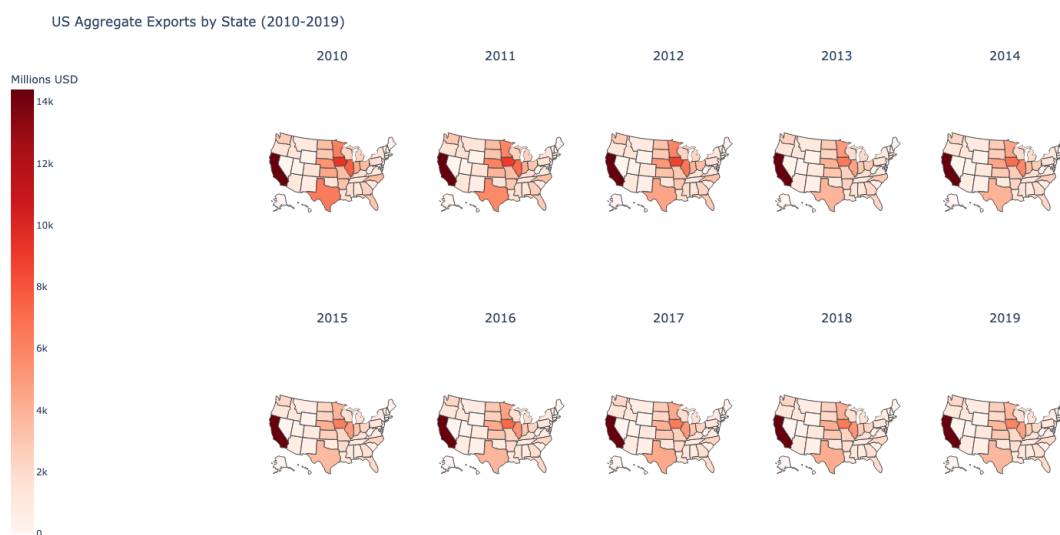 US Aggregate Exports by State (2010-2019)
2010
2011
2012
2013
2014
Millions USD
14k
12k
10k
8k
6k
4k
2k
0
2015
2016
2017
2018
2019